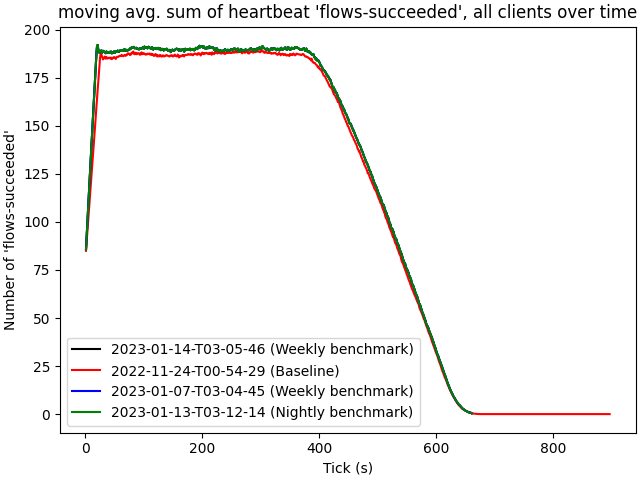 moving avg. sum of heartbeat 'flows-succeeded', all clients over time
Number of 'flows-succeeded'
200
175
150
125
100
75
50
25
0
2023-01-14-T03-05-46 (Weekly benchmark)
2022-11-24-T00-54-29 (Baseline)
2023-01-07-T03-04-45 (Weekly benchmark)
2023-01-13-T03-12-14 (Nightly benchmark)
0 200 400 600 800
Tick (s)